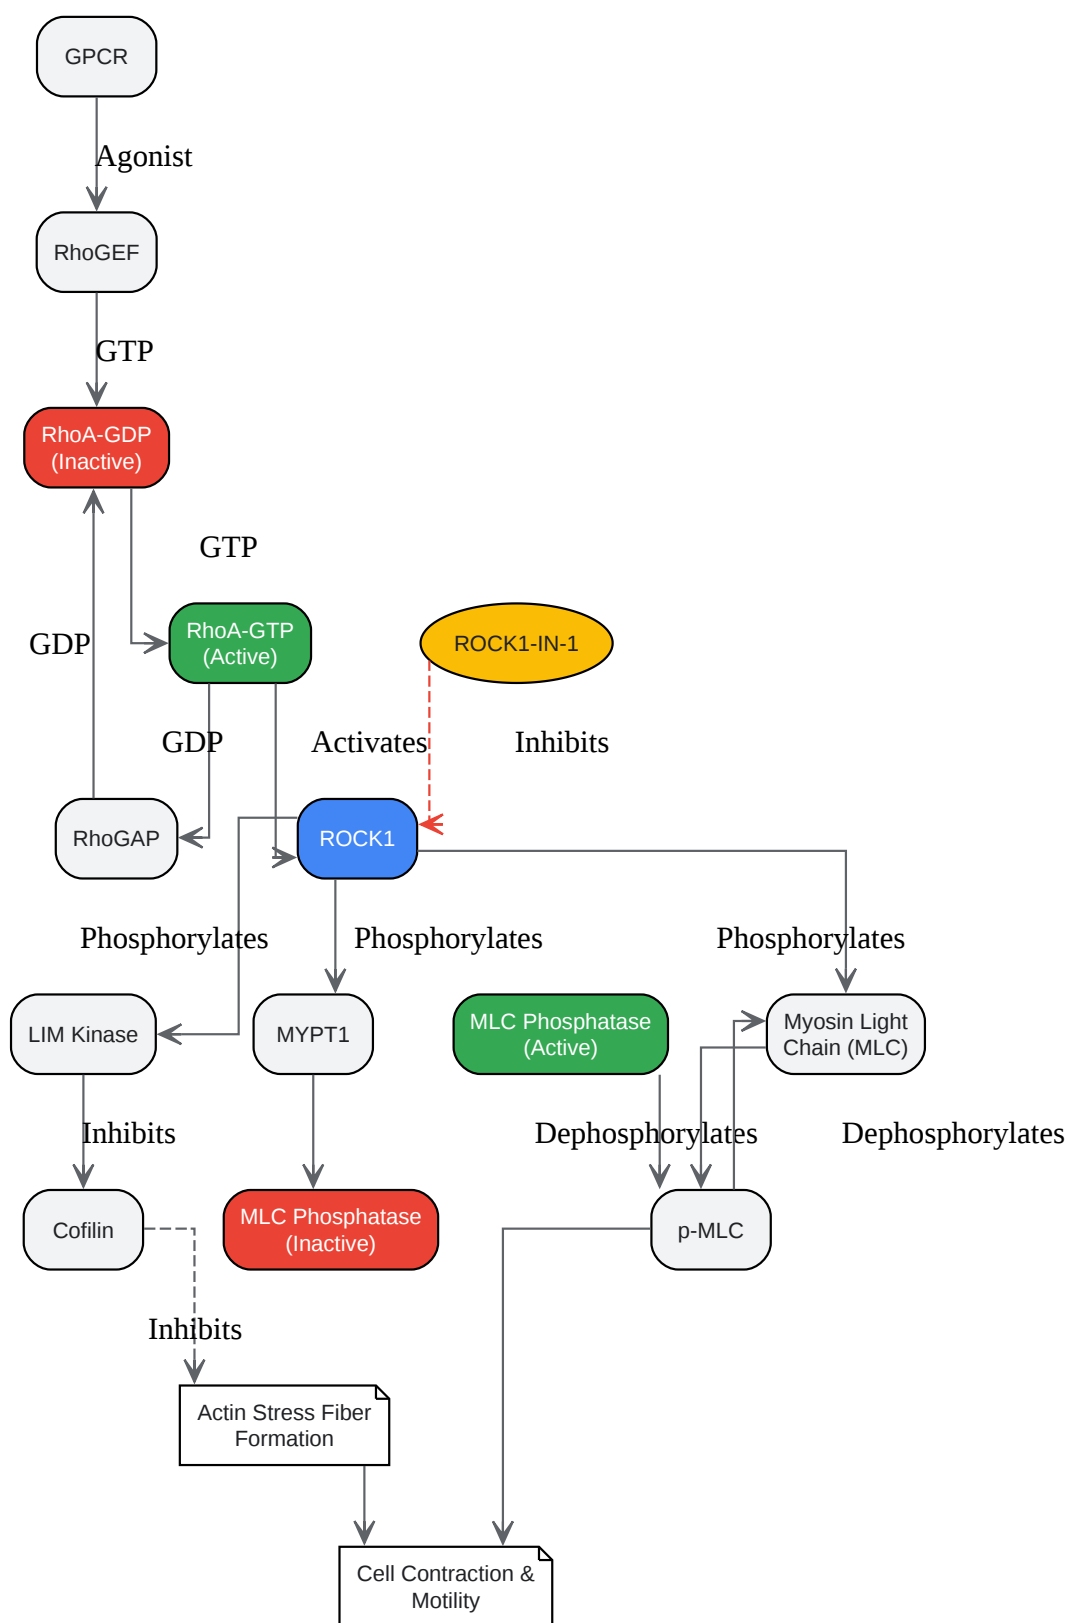 GPCR
Agonist
RhoGEF
GTP
RhoA-GDP
(Inactive)
GTP
RhoA-GTP
(Active)
ROCK1-IN-1
GDP
GDP
Activates
Inhibits
RhoGAP
ROCK1
Phosphorylates
Phosphorylates
Phosphorylates
LIM Kinase
MYPT1
MLC Phosphatase
(Active)
Myosin Light
Chain (MLC)
Inhibits
Dephosphorylates
Dephosphorylates
Cofilin
MLC Phosphatase
(Inactive)
p-MLC
Inhibits
Actin Stress Fiber
Formation
Cell Contraction &
Motility